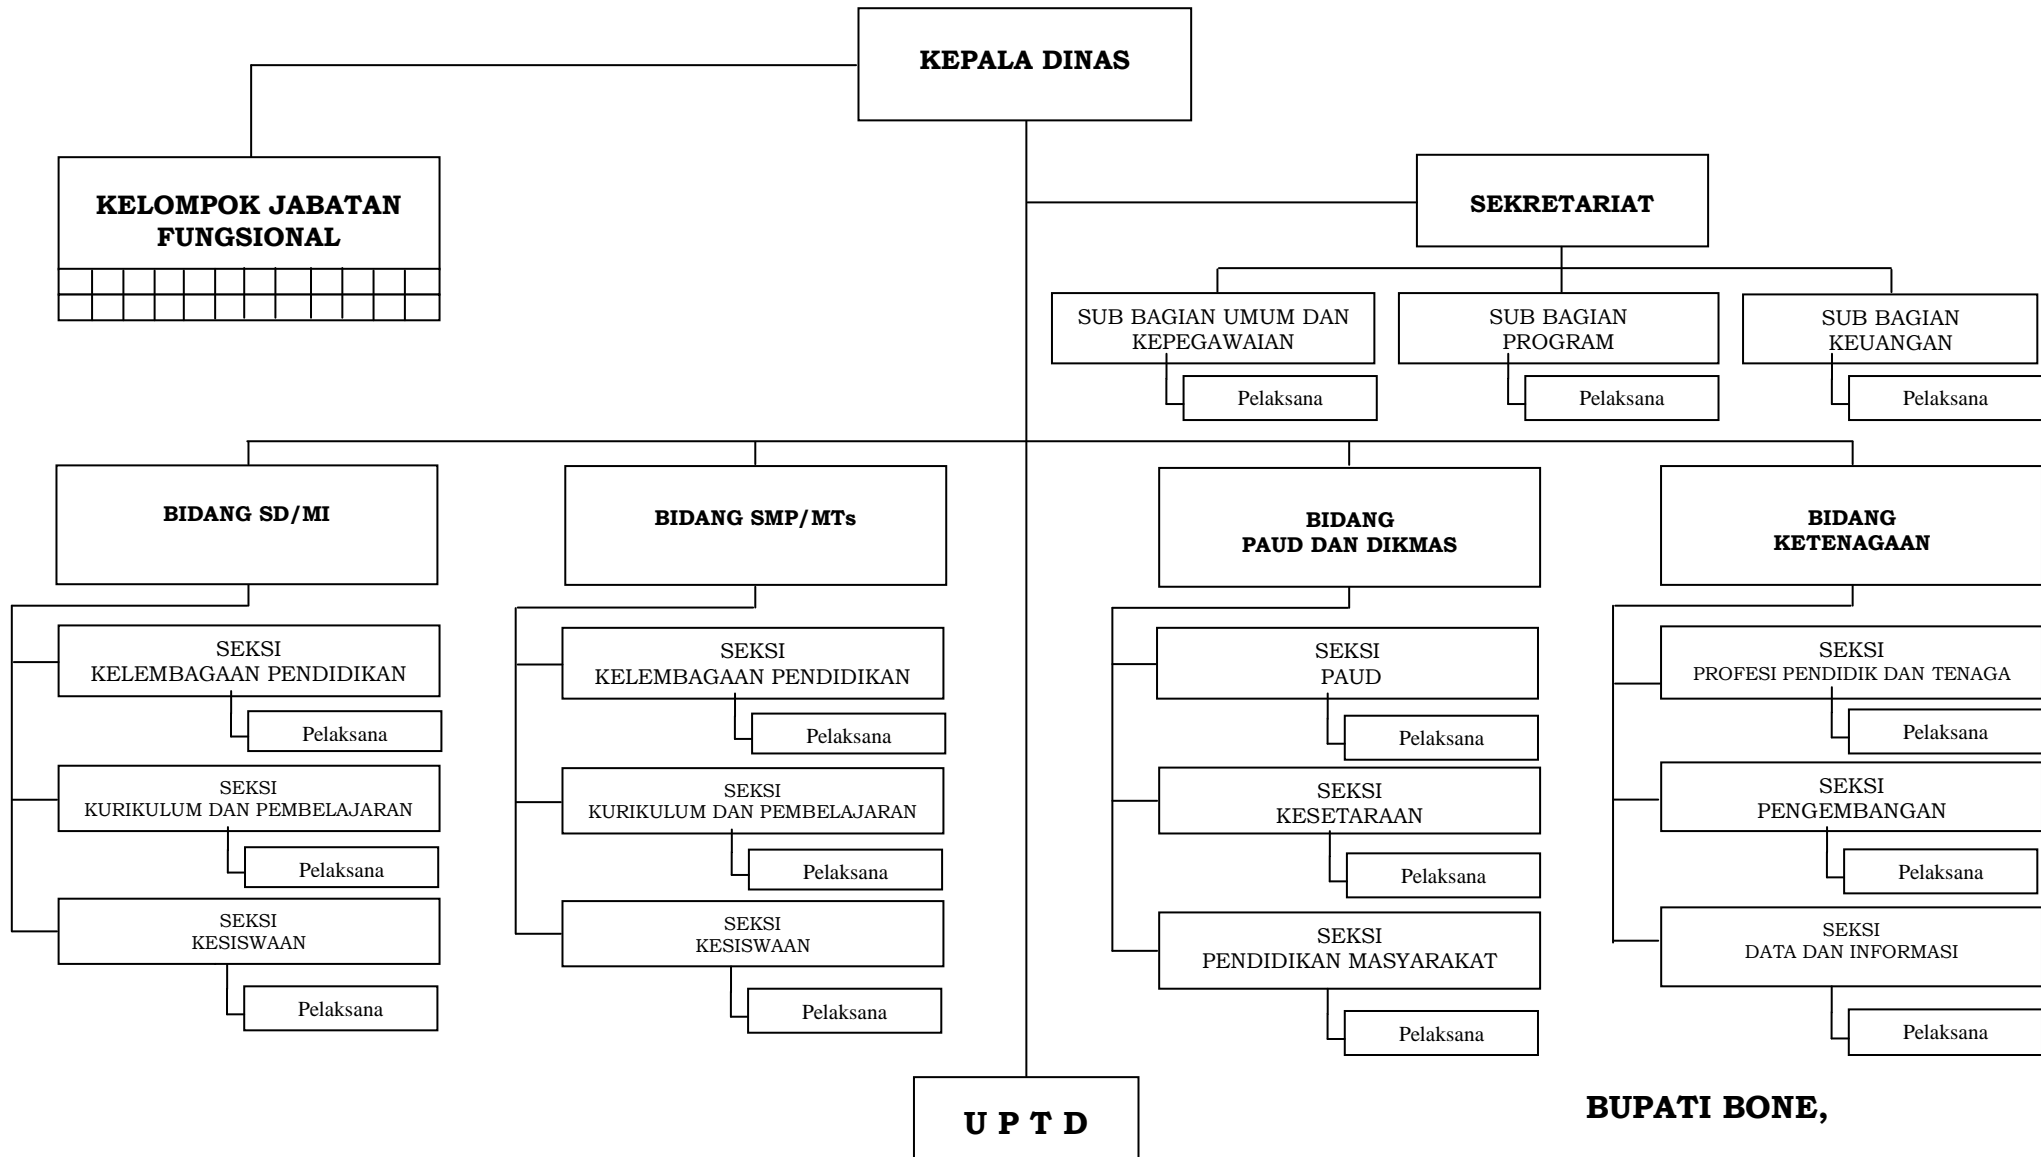 KEPALA DINAS
KELOMPOK JABATAN
FUNGSIONAL
SEKRETARIAT
SUB BAGIAN UMUM DAN
KEPEGAWAIAN
Pelaksana
SUB BAGIAN
PROGRAM
Pelaksana
SUB BAGIAN
KEUANGAN
Pelaksana
BIDANG SD/MI
SEKSI
KELEMBAGAAN PENDIDIKAN
Pelaksana
SEKSI
KURIKULUM DAN PEMBELAJARAN
Pelaksana
SEKSI
KESISWAAN
Pelaksana
BIDANG SMP/MTs
SEKSI
KELEMBAGAAN PENDIDIKAN
Pelaksana
SEKSI
KURIKULUM DAN PEMBELAJARAN
Pelaksana
SEKSI
KESISWAAN
Pelaksana
BIDANG
PAUD DAN DIKMAS
SEKSI
PAUD
Pelaksana
SEKSI
KESETARAAN
Pelaksana
SEKSI
PENDIDIKAN MASYARAKAT
Pelaksana
BIDANG
KETENAGAAN
SEKSI
PROFESI PENDIDIK DAN TENAGA
Pelaksana
SEKSI
PENGEMBANGAN
Pelaksana
SEKSI
DATA DAN INFORMASI
Pelaksana
U P T D
BUPATI BONE,